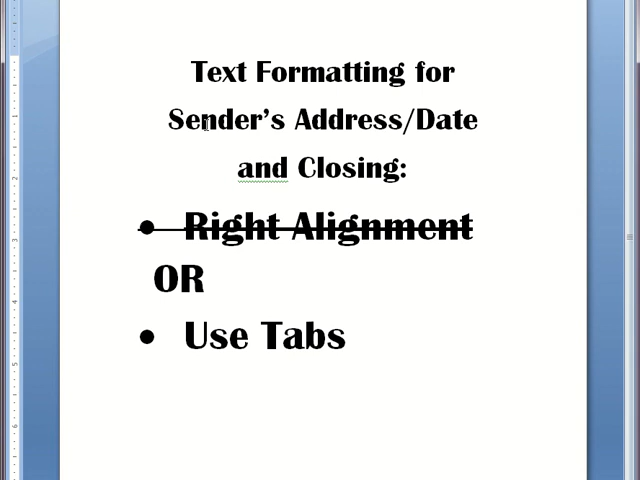 Text Formatting for
Sender's Address/Date
and Closing:
• Right Alignment
OR
• Use Tabs